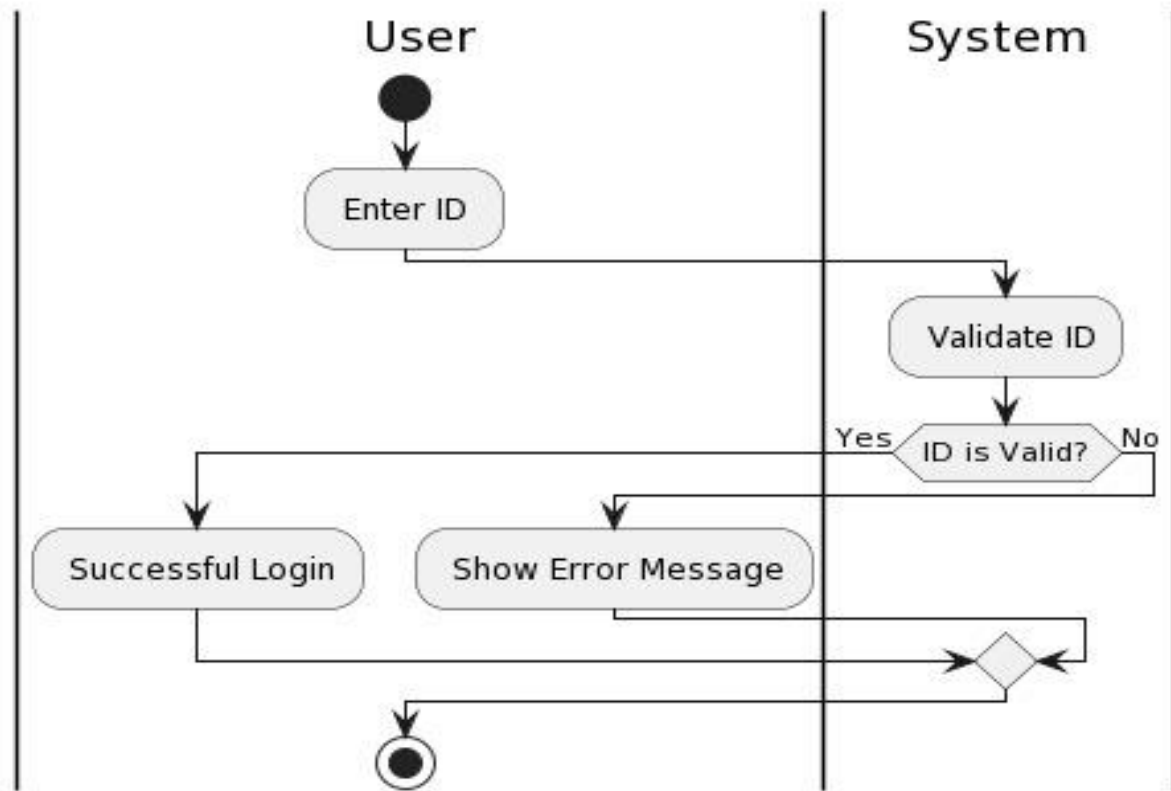 User
System
Enter ID
Validate ID
Yes
ID is Valid?
No
Successful Login
Show Error Message